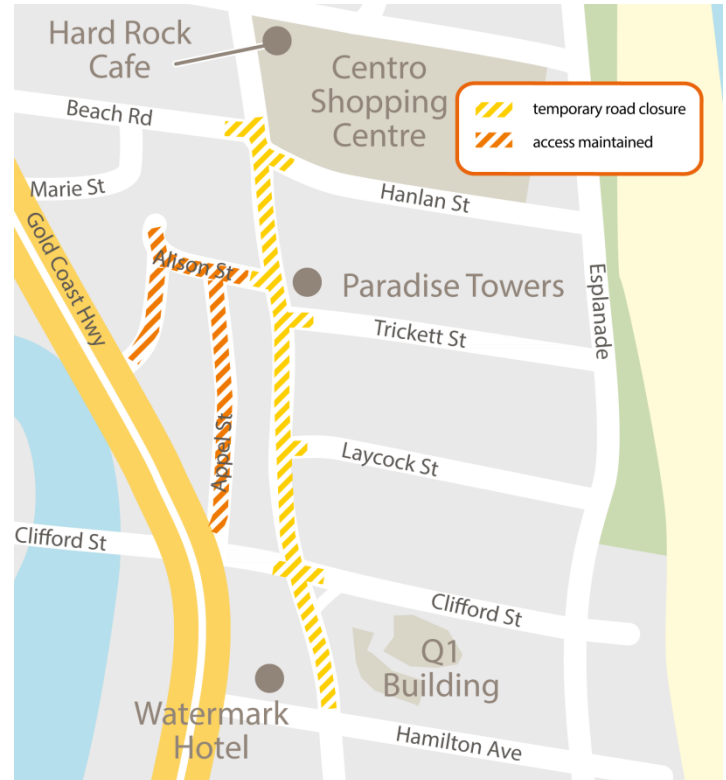 Hard Rock
Cafe
Centro
Shopping
Centre
temporary road closure
access maintained
Beach Rd
Marie St
Hanlan St
Gold Coast Hwy
Alison St
Paradise Towers
Esplanade
Trickett St
Appel St
Laycock St
Clifford St
Clifford St
Q1
Building
Watermark
Hotel
Hamilton Ave